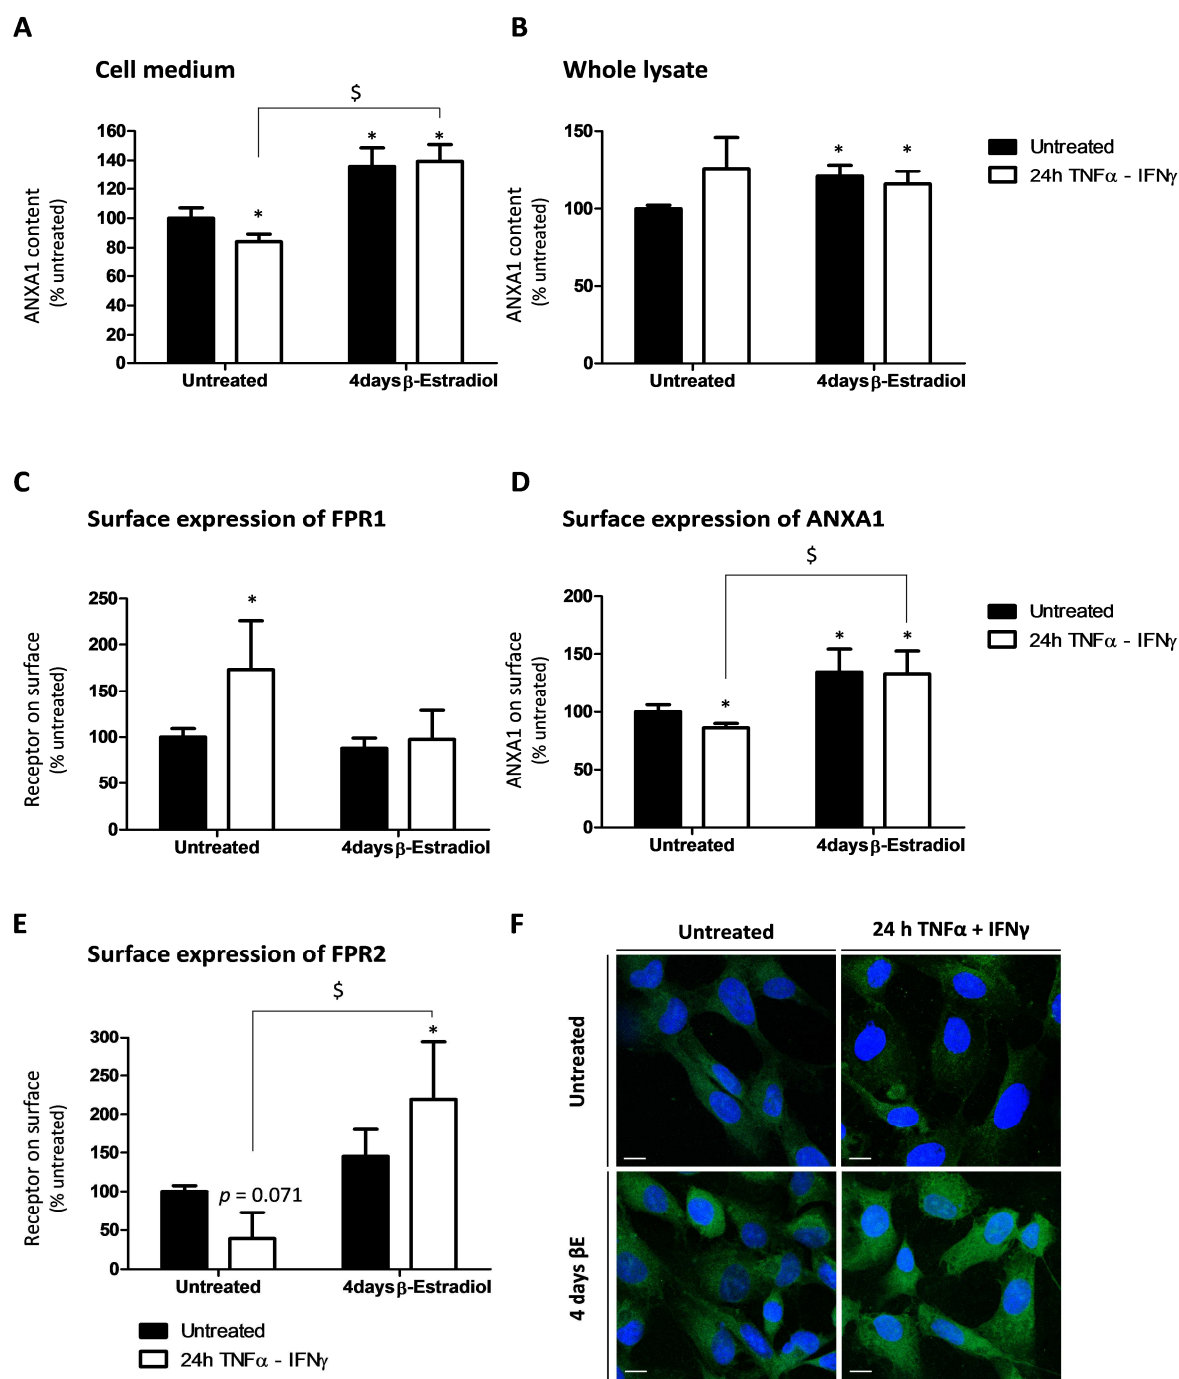 A
Cell medium
$
160
140
120
100
80
60
40
20
0
ANXA1 content
(% untreated)
*
*
*
Untreated
4days β-Estradiol
B
Whole lysate
150
100
50
0
ANXA1 content
(% untreated)
*
*
Untreated
4days β-Estradiol
Untreated
24h TNFα - IFNγ
C
Surface expression of FPR1
250
200
150
100
50
0
Receptor on surface
(% untreated)
*
Untreated
4days β-Estradiol
D
Surface expression of ANXA1
$
200
150
100
50
0
ANXA1 on surface
(% untreated)
*
*
*
Untreated
4days β-Estradiol
Untreated
24h TNFα - IFNγ
E
Surface expression of FPR2
$
300
250
200
150
100
50
0
Receptor on surface
(% untreated)
p = 0.071
*
Untreated
4days β-Estradiol
Untreated
24h TNFα - IFNγ
F
Untreated
24 h TNFα + IFNγ
Untreated
4 days βE